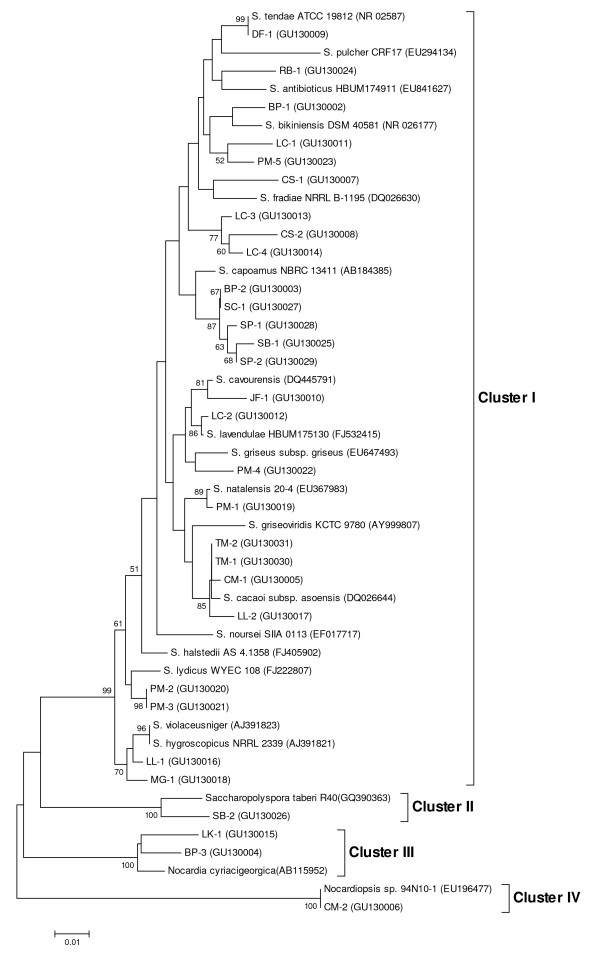 99
S. tendae ATCC 19812 (NR 02587)
DF-1 (GU130009)
S. pulcher CRF17 (EU294134)
RB-1 (GU130024)
S. antibioticus HBUM174911 (EU841627)
BP-1 (GU130002)
S. bikiniensis DSM 40581 (NR 026177)
LC-1 (GU130011)
52
PM-5 (GU130023)
CS-1 (GU130007)
S. fradiae NRRL B-1195 (DQ026630)
LC-3 (GU130013)
77
CS-2 (GU130008)
60
LC-4 (GU130014)
S. capoamus NBRC 13411 (AB184385)
67
BP-2 (GU130003)
SC-1 (GU130027)
87
SP-1 (GU130028)
63
SB-1 (GU130025)
68
SP-2 (GU130029)
81
S. cavourensis (DQ445791)
JF-1 (GU130010)
Cluster I
LC-2 (GU130012)
86
S. lavendulae HBUM175130 (FJ532415)
S. griseus subsp. griseus (EU647493)
PM-4 (GU130022)
89
S. natalensis 20-4 (EU367983)
PM-1 (GU130019)
S. griseoviridis KCTC 9780 (AY999807)
TM-2 (GU130031)
TM-1 (GU130030)
51
CM-1 (GU130005)
S. cacaoi subsp. asoensis (DQ026644)
85
LL-2 (GU130017)
61
S. noursei SIIA 0113 (EF017717)
S. halstedii AS 4.1358 (FJ405902)
S. lydicus WYEC 108 (FJ222807)
99
PM-2 (GU130020)
98
PM-3 (GU130021)
96
S. violaceusniger (AJ391823)
S. hygroscopicus NRRL 2339 (AJ391821)
LL-1 (GU130016)
70
MG-1 (GU130018)
Saccharopolyspora taberi R40(GQ390363)
Cluster II
100
SB-2 (GU130026)
LK-1 (GU130015)
BP-3 (GU130004)
Cluster III
100
Nocardia cyriacigeorgica(AB115952)
Nocardiopsis sp. 94N10-1 (EU196477)
Cluster IV
100
CM-2 (GU130006)
0.01